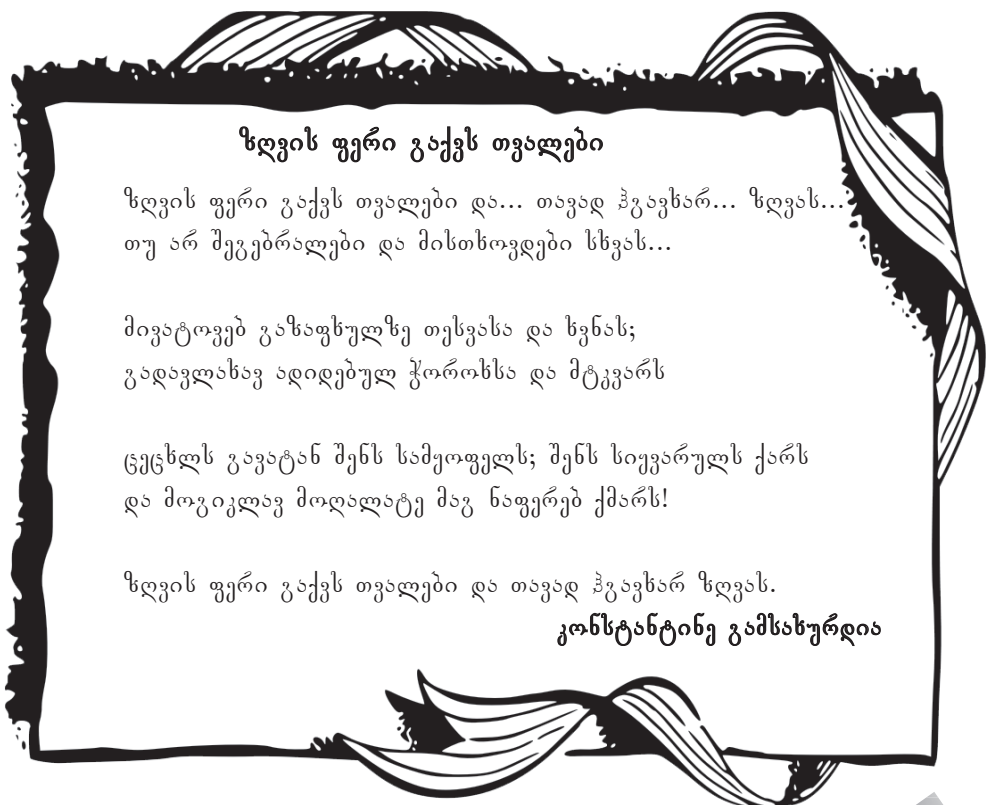 ზღვის ფერი გაქვს თვალები
ზღვის ფერი გაქვს თვალები და... თავად ჰგავხარ... ზღვას...
თუ არ შეგებრალები და მისთხოვდები სხვას...
მივატოვებ გაზაფხულზე თესვასა და ხვნას;
გადავლახავ ადიდებულ ჭოროხსა და მტკვარს
ცეცხლს გავატან შენს სამყოფელს; შენს სიყვარულს ქარს
და მოგიკლავ მოღალატე მაგ ნაფერებ ქმარს!
ზღვის ფერი გაქვს თვალები და თავად ჰგავხარ ზღვას.
კონსტანტინე გამსახურდია